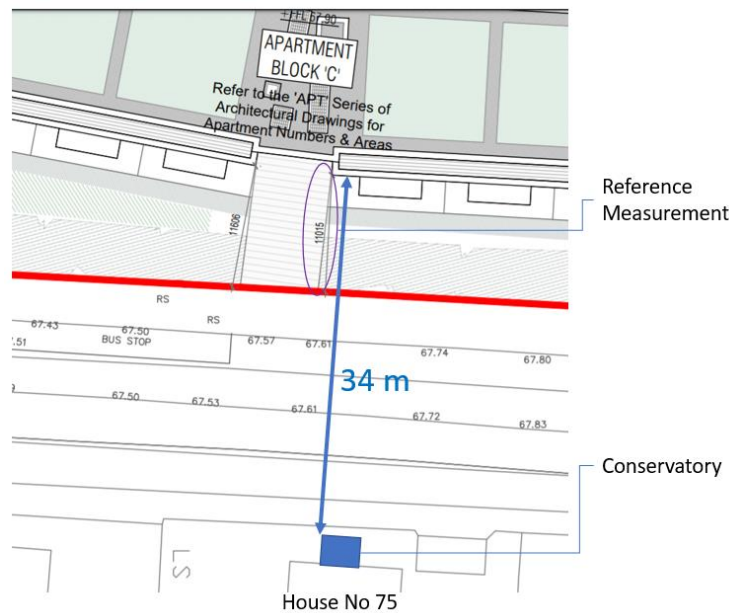 +FFL 67.90
APARTMENT
BLOCK 'C'
Refer to the 'APT' Series of
Architectural Drawings for
Apartment Numbers & Areas
Reference
Measurement
11606
11015
RS
RS
67.43
67.50
67.57
67.61
67.74
67.80
.51
BUS STOP
34 m
67.50
67.53
67.61
67.72
67.83
Conservatory
LS
House No 75